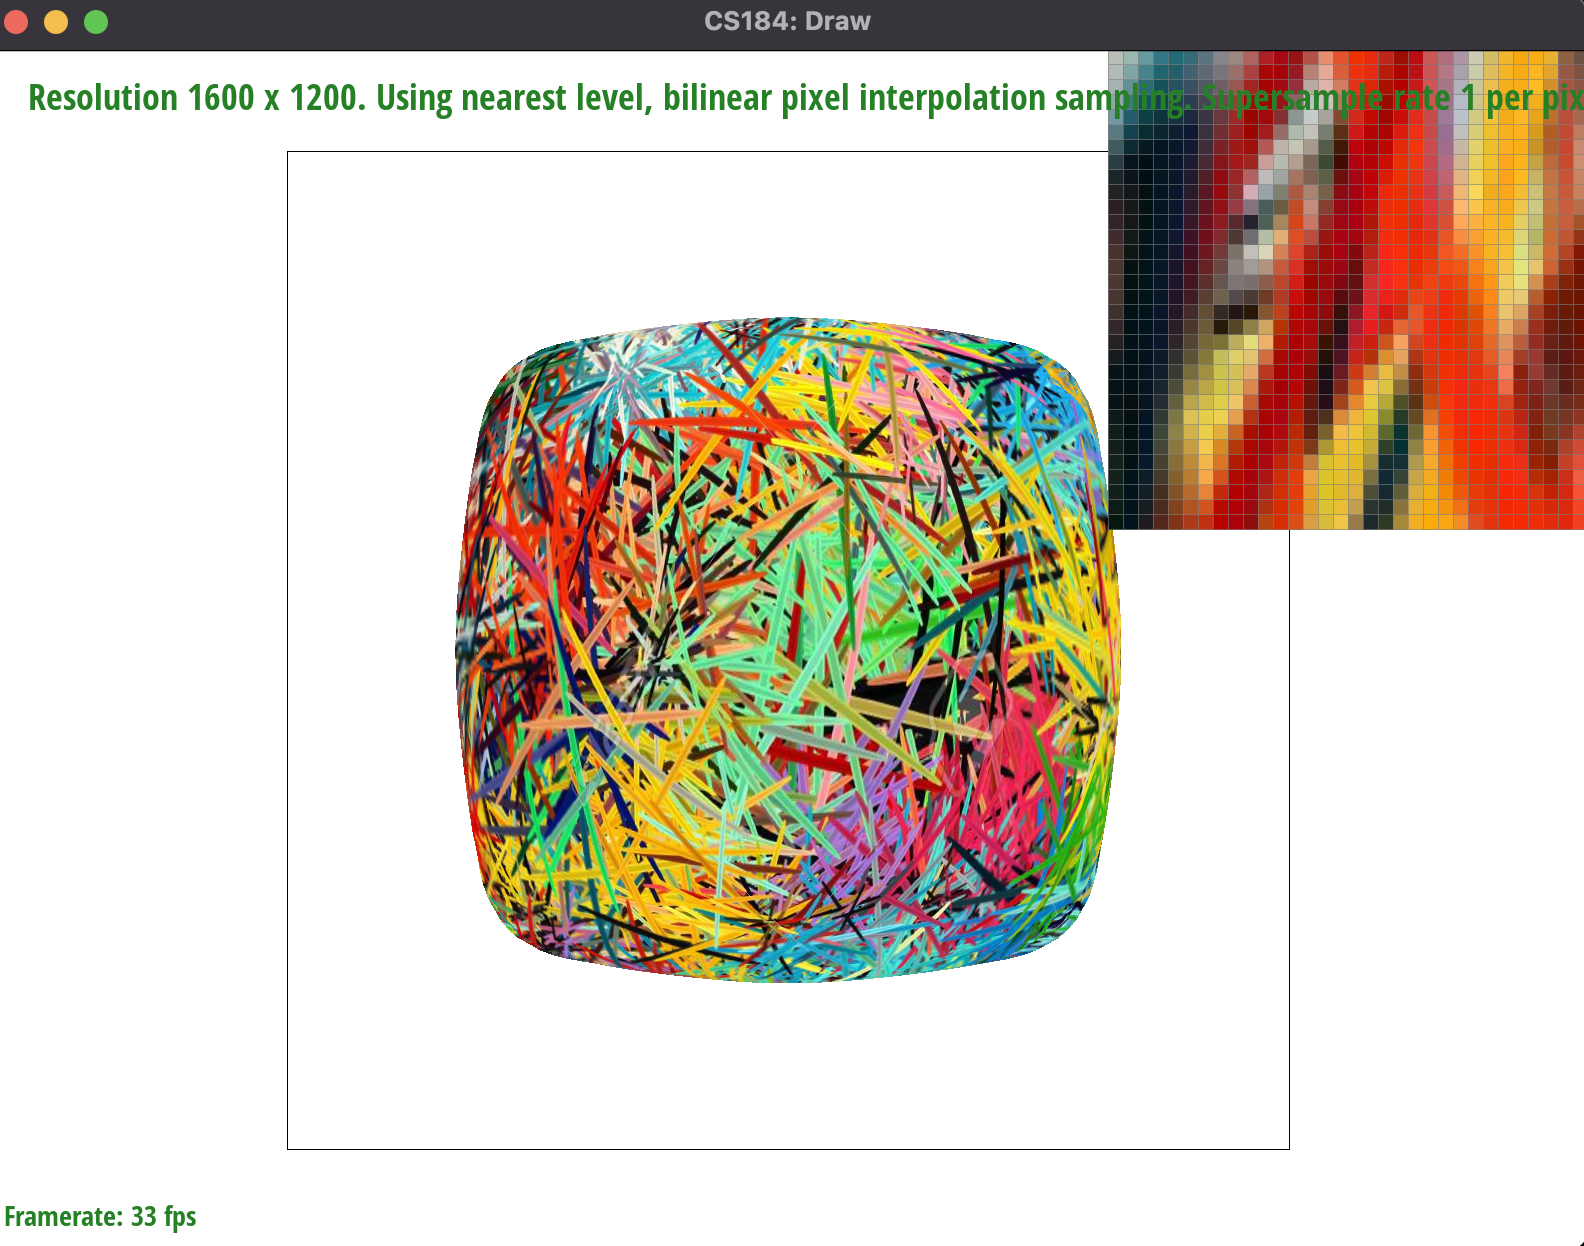 CS184: Draw
Resolution 1600 x 1200. Using nearest level, bilinear pixel interpolation sampling. Supersample rate 1 per pix
Framerate: 33 fps